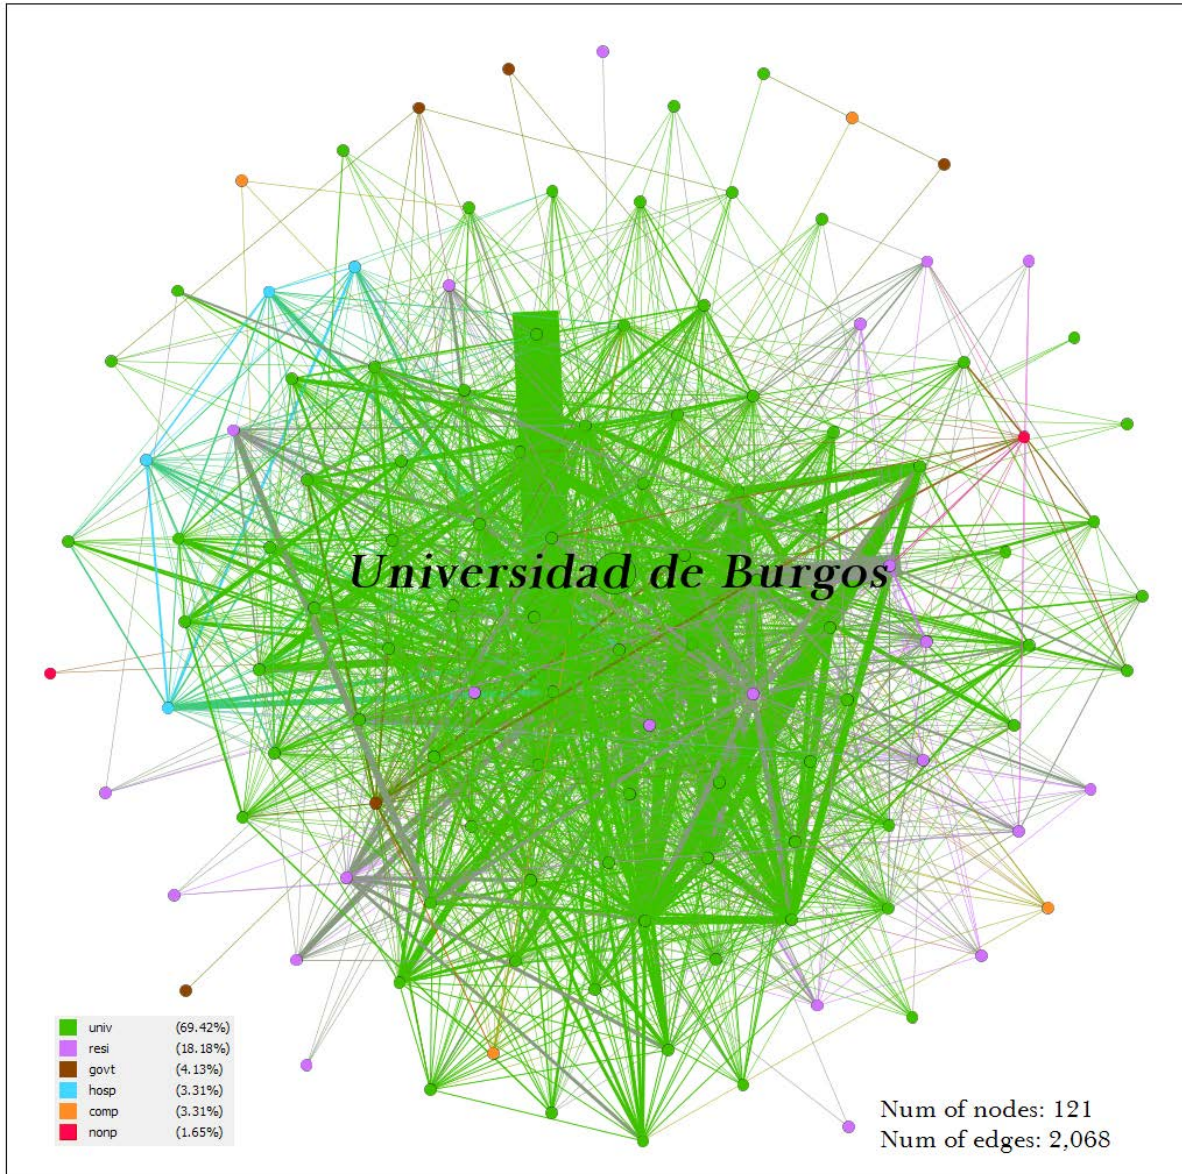 Universidad de Burgos
univ (69.42%)
resi (18.18%)
govt (4.13%)
hosp (3.31%)
comp (3.31%)
nonp (1.65%)
Num of nodes: 121
Num of edges: 2,068